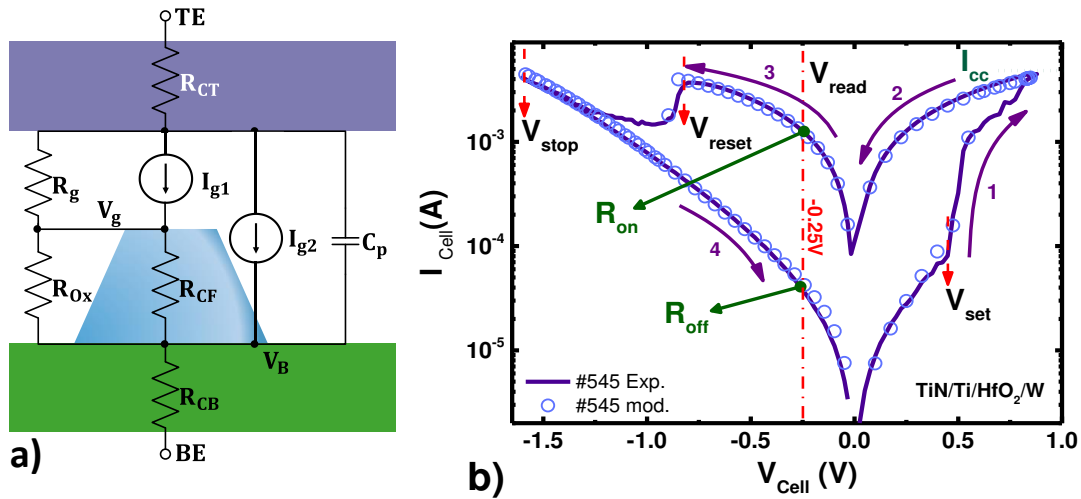 TE
R_CT
R_g
I_g1
V_g
I_g2
C_p
R_Ox
R_CF
V_B
R_CB
BE
a)
I_Cell(A)
10^-3
10^-4
10^-5
3
V_read
I_cc
2
V_stop
V_reset
1
R_on
-0.25V
4
R_off
V_set
#545 Exp.
#545 mod.
TiN/Ti/HfO_2/W
-1.5 -1.0 -0.5 0.0 0.5 1.0
V_Cell (V)
b)